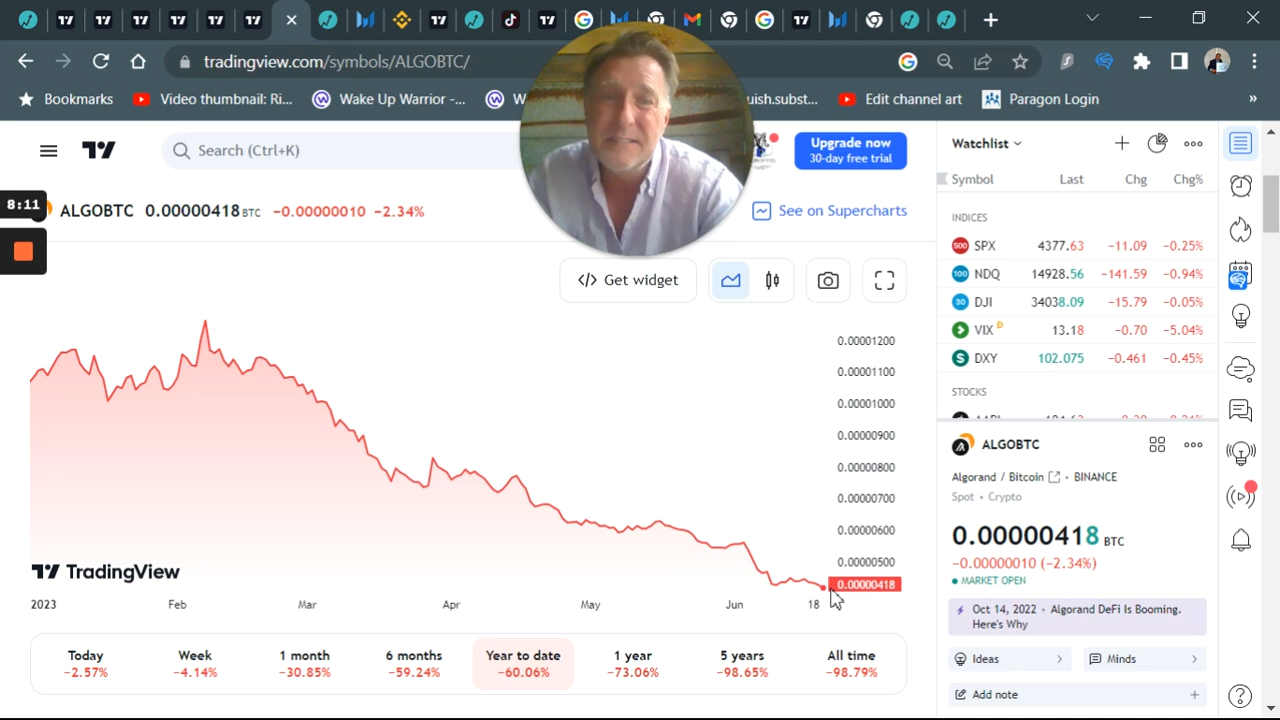 tradingview.com/symbols/ALGOBTC/
Bookmarks
Video thumbnail: Ri...
Wake Up Warrior -...
W
uish.subst...
Edit channel art
Paragon Login
»
Search (Ctrl+K)
Upgrade now
30-day free trial
8:11
ALGOBTC 0.00000418 BTC −0.00000010 −2.34%
See on Supercharts
Get widget
0.00001200
0.00001100
0.00001000
0.00000900
0.00000800
0.00000700
0.00000600
0.00000500
0.00000418
TradingView
2023 Feb Mar Apr May Jun 18
Today Week 1 month 6 months Year to date 1 year 5 years All time
−2.57% −4.14% −30.85% −59.24% −60.06% −73.06% −98.65% −98.79%
Watchlist
Symbol Last Chg Chg%
INDICES
500 SPX 4377.63 −11.09 −0.25%
100 NDQ 14928.56 −141.59 −0.94%
30 DJI 34038.09 −15.79 −0.05%
VIX D 13.18 −0.70 −5.04%
S DXY 102.075 −0.461 −0.45%
STOCKS
ALGOBTC
Algorand / Bitcoin • BINANCE
Spot • Crypto
0.00000418 BTC
−0.00000010 (−2.34%)
MARKET OPEN
Oct 14, 2022 • Algorand DeFi Is Booming.
Here's Why
Ideas
Minds
Add note